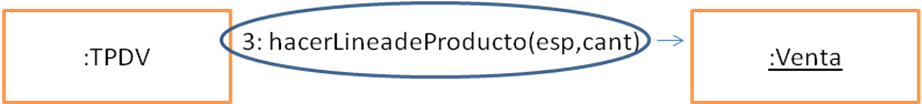 :TPDV
3: hacerLineadeProducto(esp,cant)
:Venta